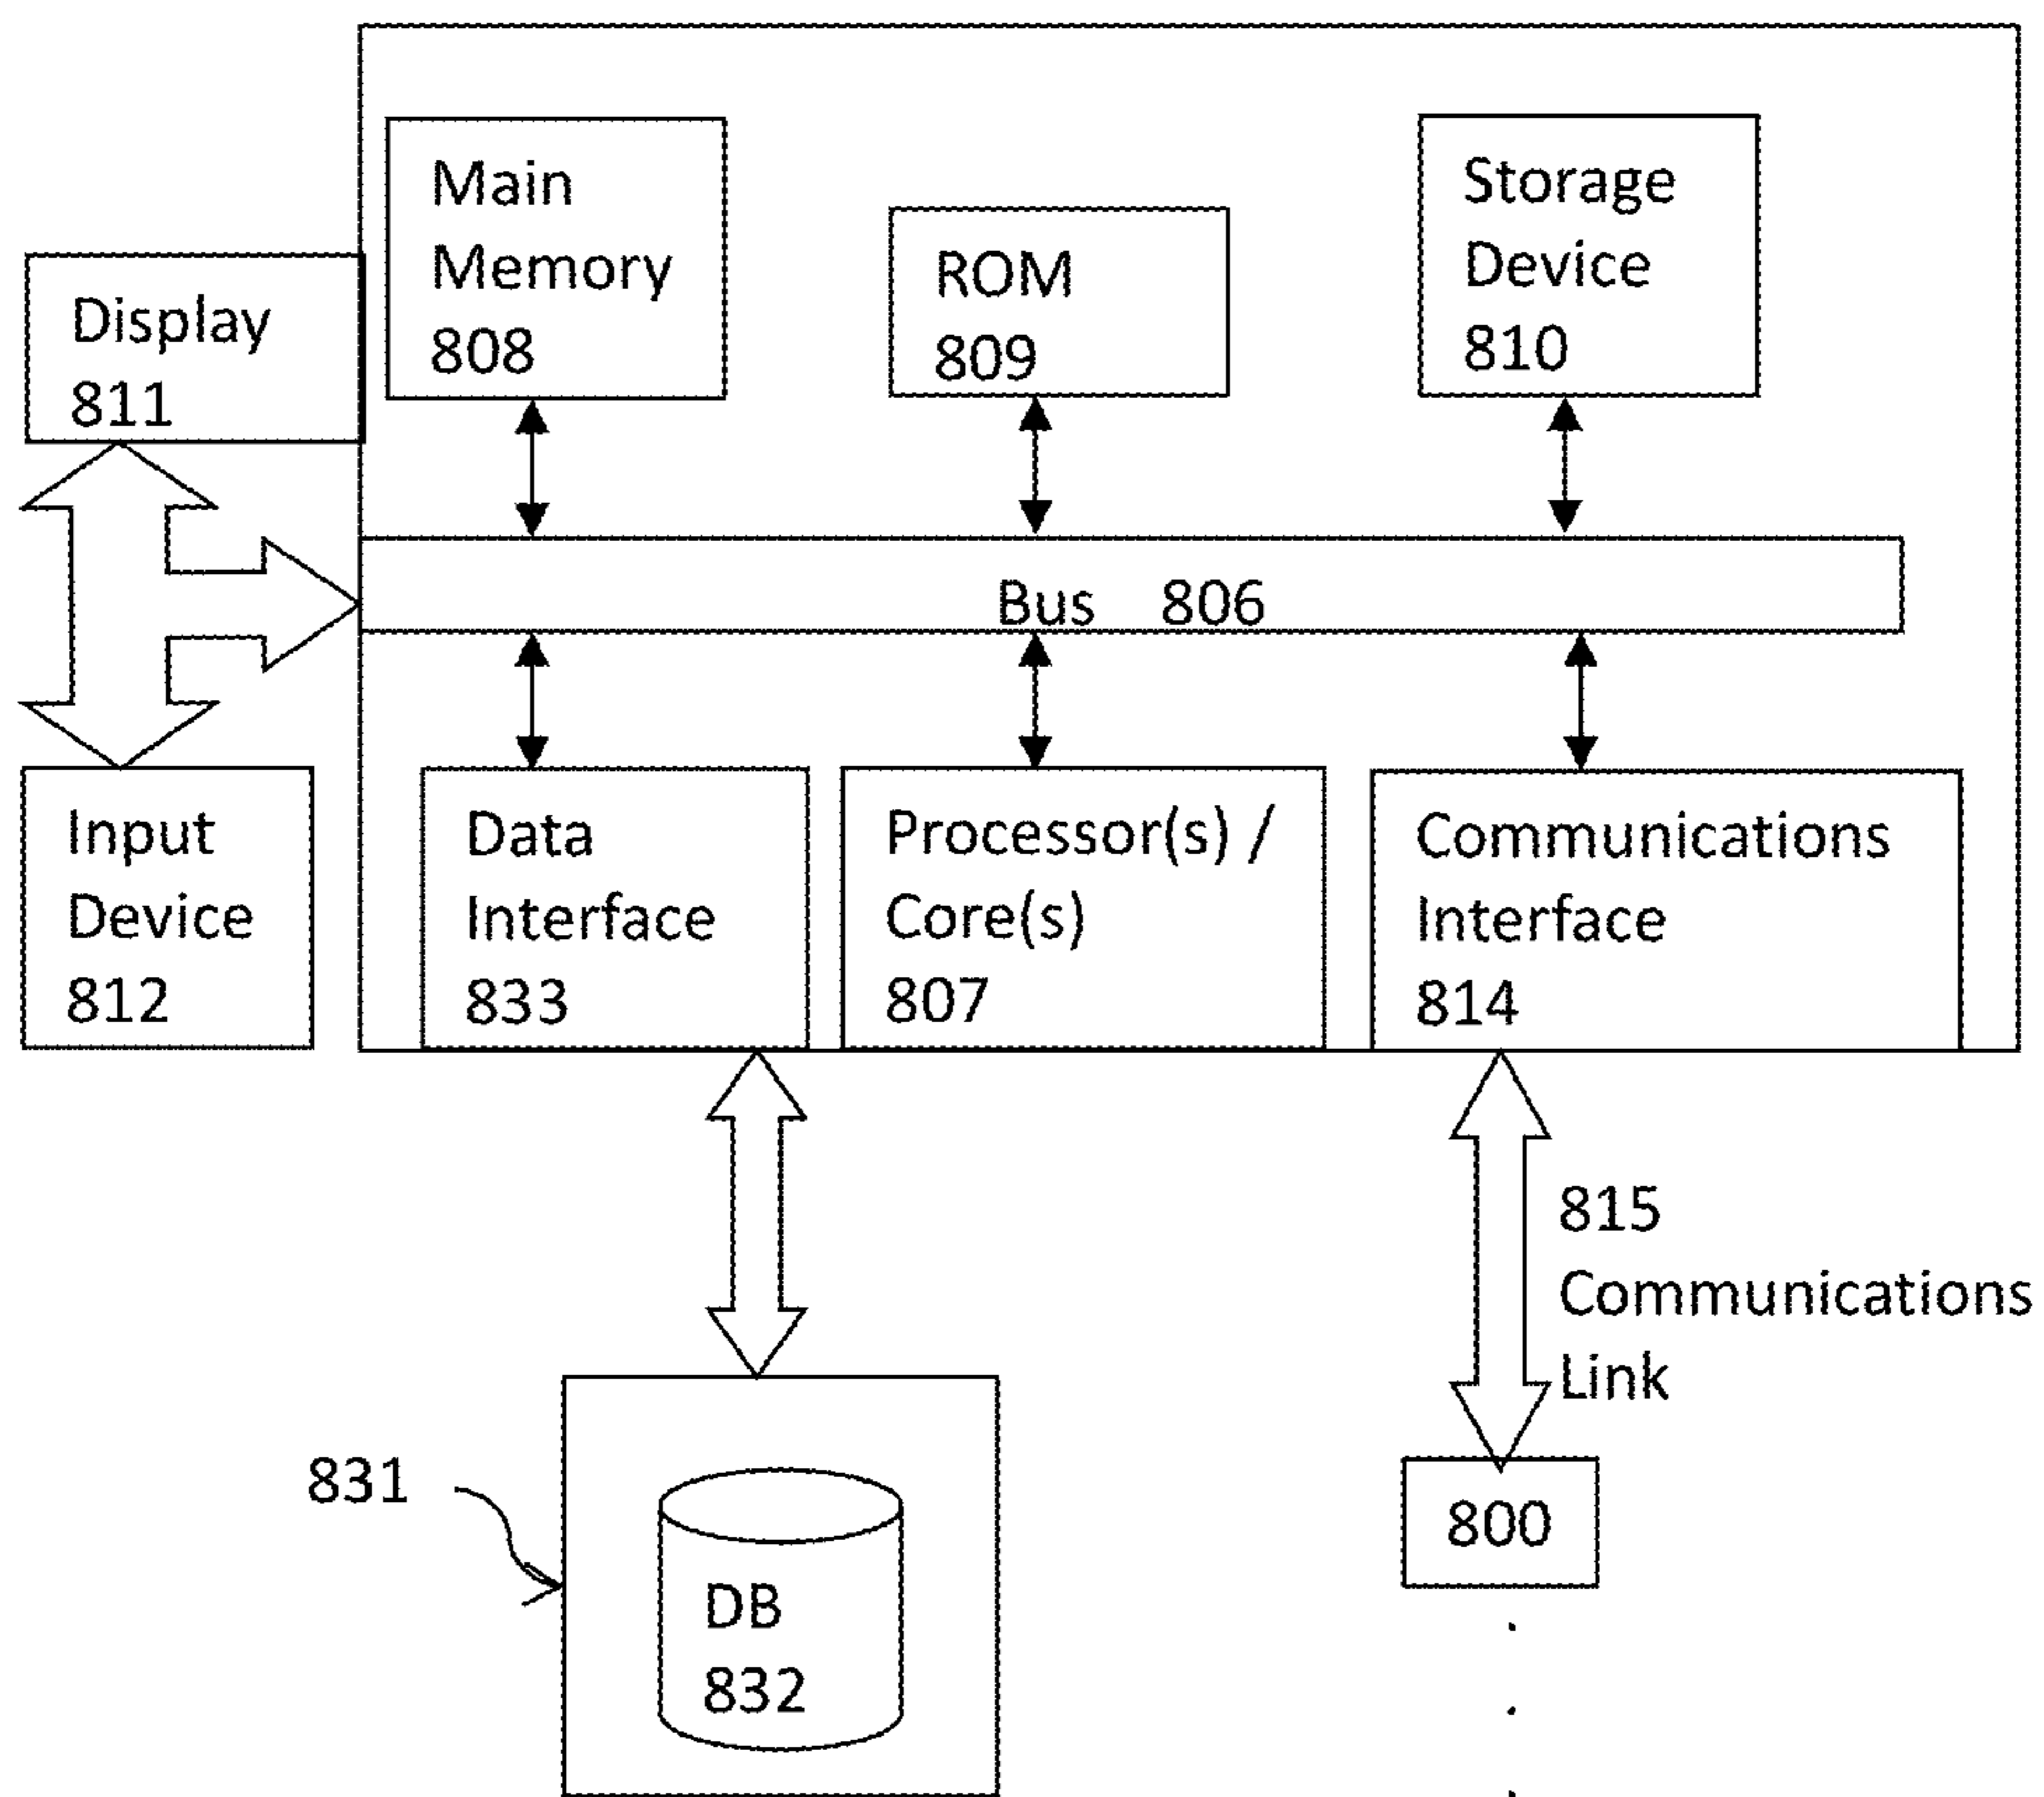 Main
Memory
808
ROM
809
Storage
Device
810
Display
811
Bus 806
Input
Device
812
Data
Interface
833
Processor(s) /
Core(s)
807
Communications
Interface
814
815
Communications
Link
831
DB
832
800